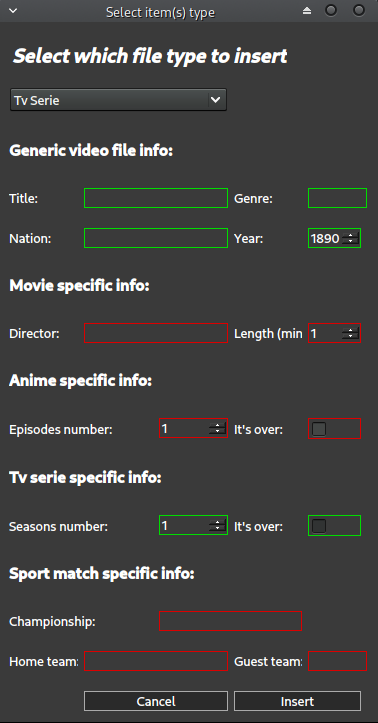 Select item(s) type
Select which file type to insert
Tv Serie
Generic video file info:
Title: Genre:
Nation: Year: 1890
Movie specific info:
Director: Length (min 1
Anime specific info:
Episodes number: 1 It's over:
Tv serie specific info:
Seasons number: 1 It's over:
Sport match specific info:
Championship:
Home team: Guest team:
Cancel Insert